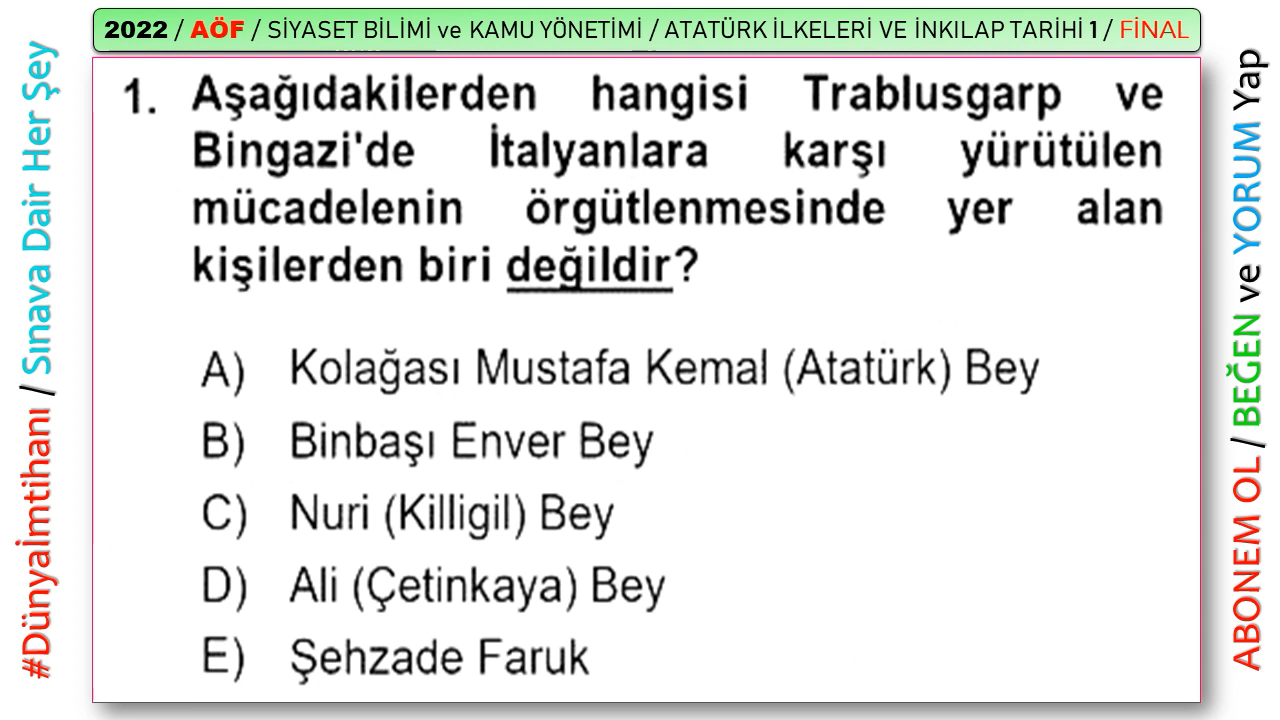 2022 / AÖF / SİYASET BİLİMİ ve KAMU YÖNETİMİ / ATATÜRK İLKELERİ VE İNKILAP TARİHİ 1 / FİNAL
#Dünyaİmtihanı / Sınava Dair Her Şey
1. Aşağıdakilerden hangisi Trablusgarp ve
Bingazi'de İtalyanlara karşı yürütülen
mücadelenin örgütlenmesinde yer alan
kişilerden biri değildir?
A) Kolağası Mustafa Kemal (Atatürk) Bey
B) Binbaşı Enver Bey
C) Nuri (Killigil) Bey
D) Ali (Çetinkaya) Bey
E) Şehzade Faruk
ABONEM OL / BEĞEN ve YORUM Yap